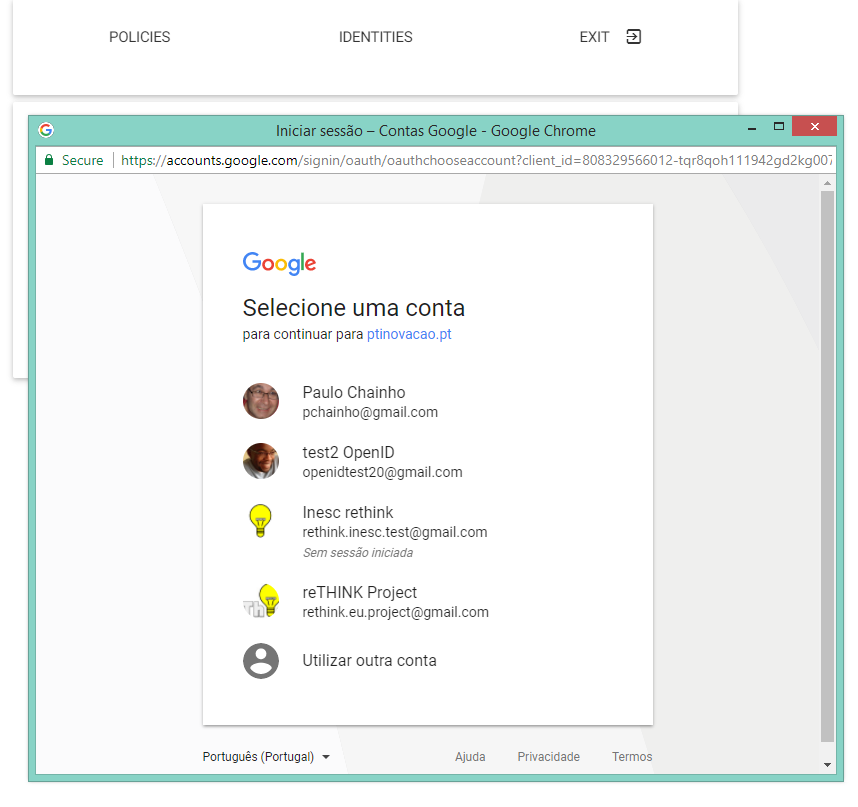 POLICIES IDENTITIES EXIT
Iniciar sessão – Contas Google - Google Chrome
Secure https://accounts.google.com/signin/oauth/oauthchooseaccount?client_id=808329566012-tqr8qoh111942gd2kg007
Google
Selecione uma conta
para continuar para ptinovacao.pt
Paulo Chainho
pchainho@gmail.com
test2 OpenID
openidtest20@gmail.com
Inesc rethink
rethink.inesc.test@gmail.com
Sem sessão iniciada
reTHINK Project
rethink.eu.project@gmail.com
Utilizar outra conta
Português (Portugal) Ajuda Privacidade Termos